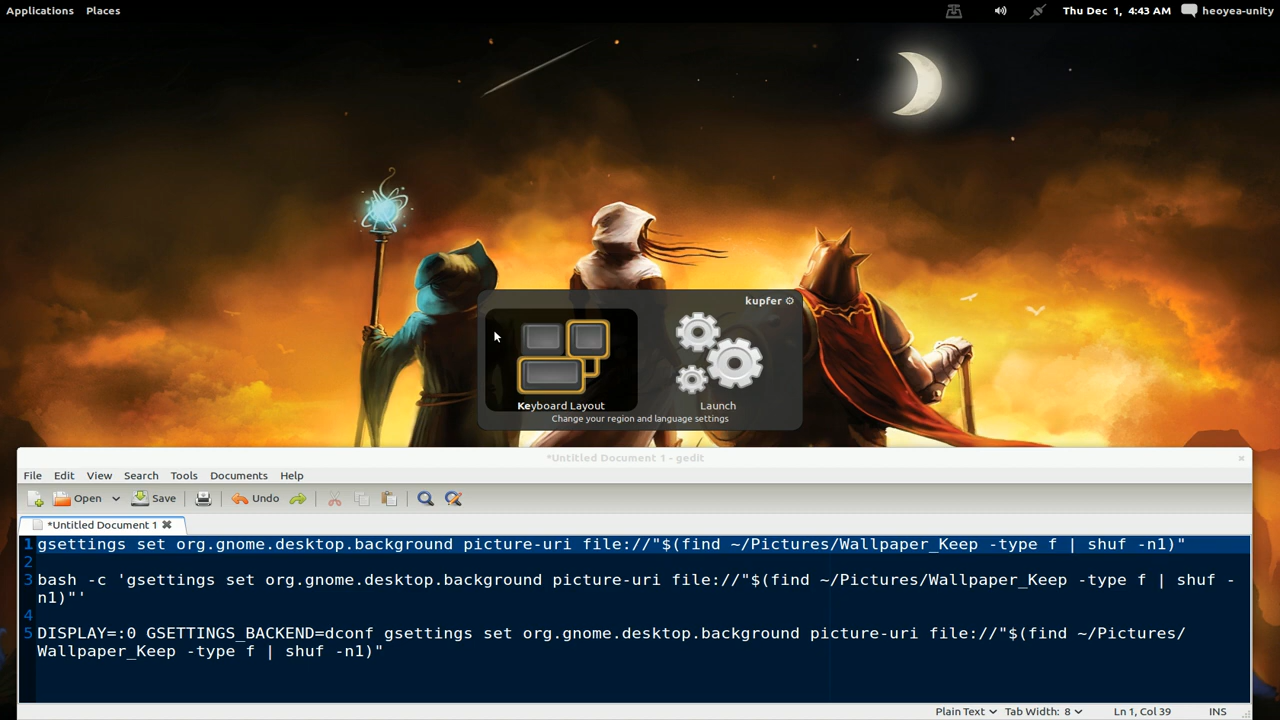 Applications Places Thu Dec 1, 4:43 AM heoyea-unity
kupfer
Keyboard Layout Launch
Change your region and language settings
*Untitled Document 1 - gedit
File Edit View Search Tools Documents Help
Open Save Undo
*Untitled Document 1
1 gsettings set org.gnome.desktop.background picture-uri file://"$(find ~/Pictures/Wallpaper_Keep -type f | shuf -n1)"
2
3 bash -c 'gsettings set org.gnome.desktop.background picture-uri file://"$(find ~/Pictures/Wallpaper_Keep -type f | shuf -
n1)"'
4
5 DISPLAY=:0 GSETTINGS_BACKEND=dconf gsettings set org.gnome.desktop.background picture-uri file://"$(find ~/Pictures/
Wallpaper_Keep -type f | shuf -n1)"
Plain Text Tab Width: 8 Ln 1, Col 39 INS